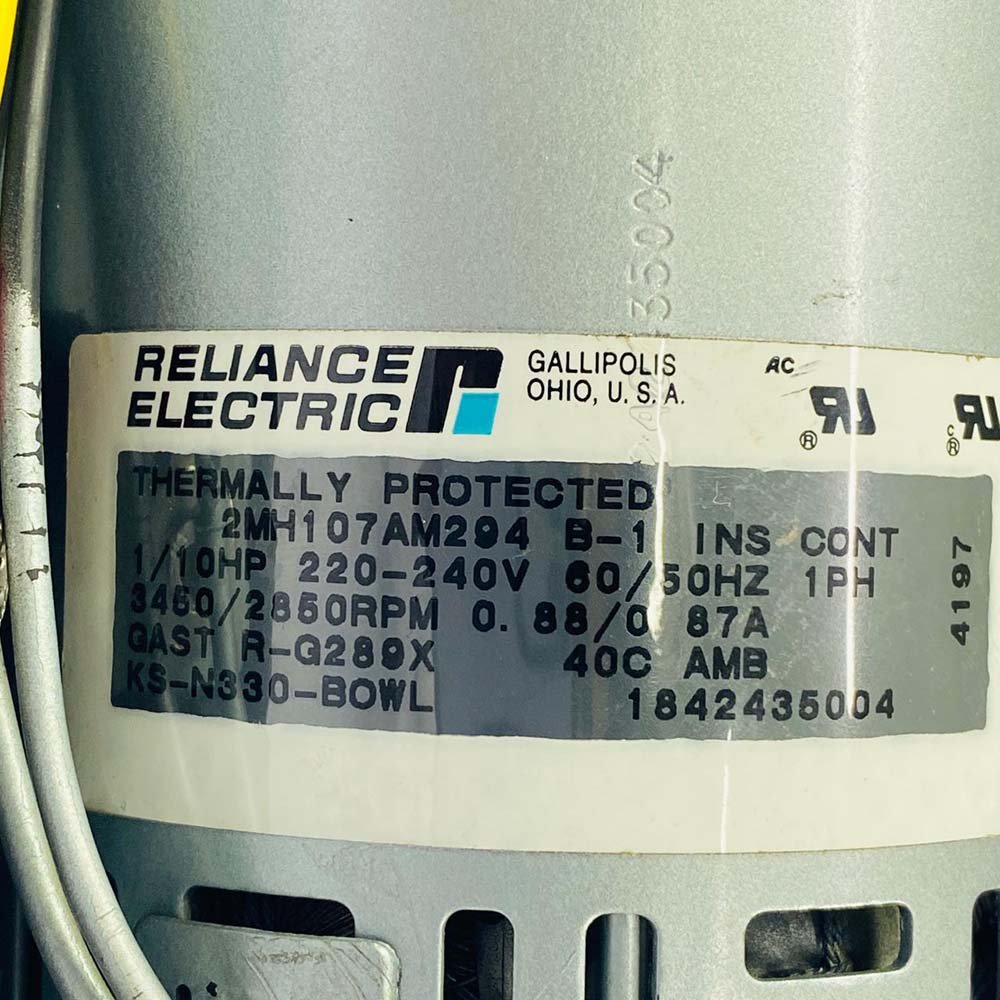 35004
RELIANCE
ELECTRIC
GALLIPOLIS
OHIO, U. S. A.
AC
THERMALLY PROTECTED
2MH107AM294 B-1 INS CONT
1/10HP 220-240V 60/50HZ 1PH
3450/2850RPM 0. 88/0 87A
GAST R-G289X 40C AMB
KS-N330-BOWL 1842435004
4197